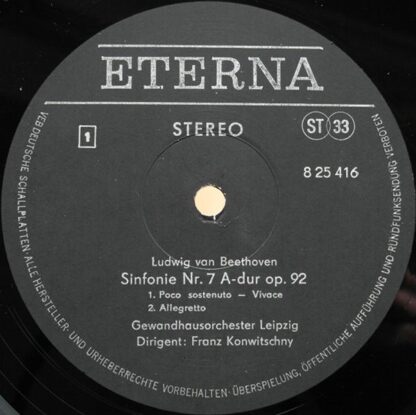 ETERNA
1
STEREO
ST 33
8 25 416
Ludwig van Beethoven
Sinfonie Nr. 7 A-dur op. 92
1. Poco sostenuto – Vivace
2. Allegretto
Gewandhausorchester Leipzig
Dirigent: Franz Konwitschny
VEB DEUTSCHE SCHALLPLATTEN · ALLE HERSTELLER- UND URHEBERRECHTE VORBEHALTEN · ÜBERSPIELUNG, ÖFFENTLICHE AUFFÜHRUNG UND RUNDFUNKSENDUNG VERBOTEN